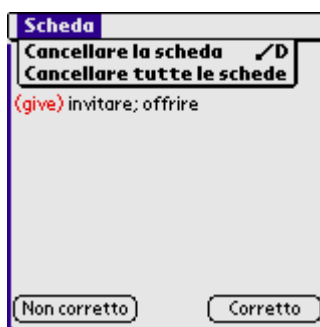 Scheda
Cancellare la scheda ⁄D
Cancellare tutte le schede
(give) invitare; offrire
Non corretto
Corretto